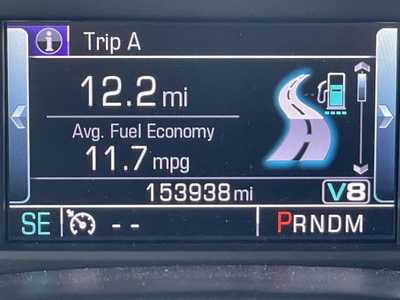 i Trip A
12.2 mi
Avg. Fuel Economy
11.7 mpg
153938 mi V8
SE -- PRNDM